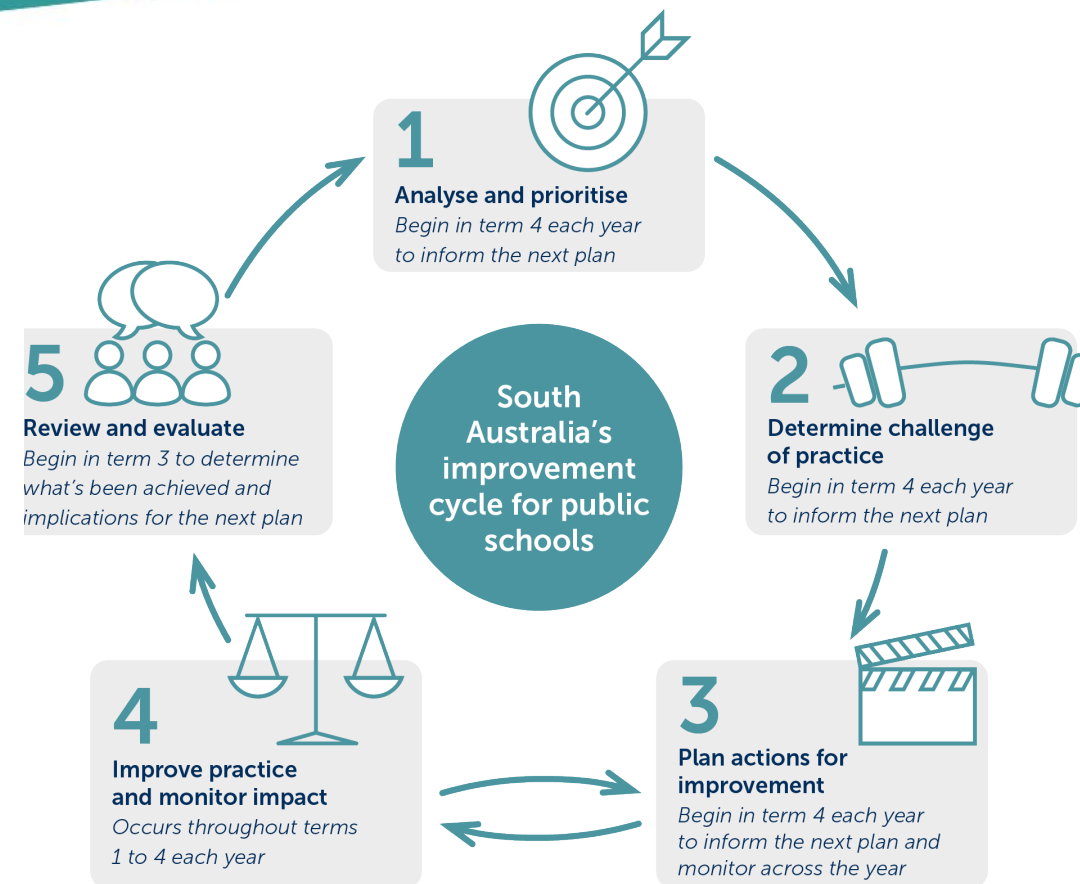 1
Analyse and prioritise
Begin in term 4 each year
to inform the next plan
2
Determine challenge
of practice
Begin in term 4 each year
to inform the next plan
3
Plan actions for
improvement
Begin in term 4 each year
to inform the next plan and
monitor across the year
4
Improve practice
and monitor impact
Occurs throughout terms
1 to 4 each year
5
Review and evaluate
Begin in term 3 to determine
what's been achieved and
implications for the next plan
South
Australia's
improvement
cycle for public
schools